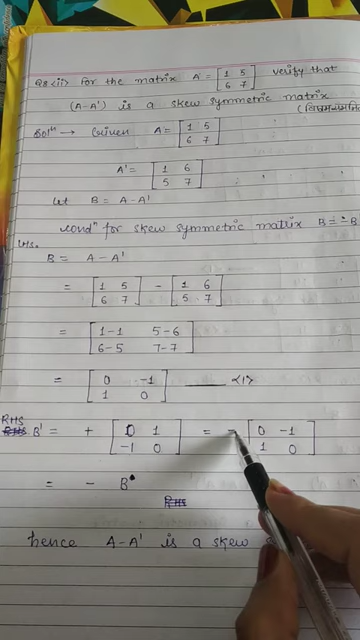 Q8<ii> For the matrix A = [1 5 verify that
6 7]
(A-A') is a skew symmetric matrix
Solⁿ → Given A = [1 5
6 7]
A' = [1 6
5 7]
let B = A-A'
condⁿ for skew symmetric matrix
LHS.
B = A-A'
= [1 5 - [1 6
6 7] 5 7]
= [1-1 5-6
6-5 7-7]
= [0 -1 <1>
1 0]
RHS
B' = + [0 1 = - [0 -1
-1 0] 1 0]
= - B
RHS
hence A-A' is a skew